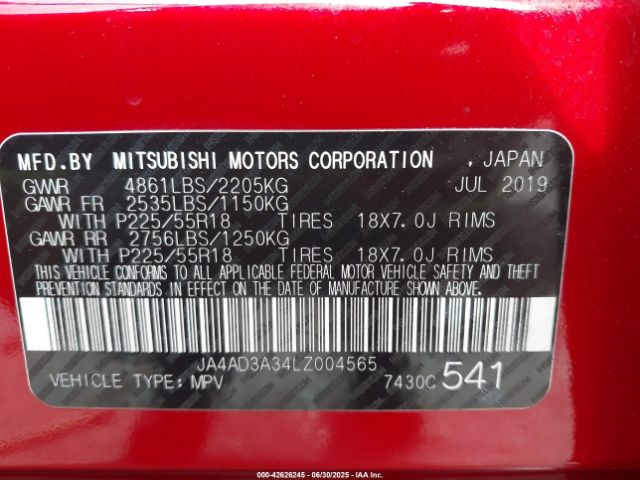 MFD.BY MITSUBISHI MOTORS CORPORATION , JAPAN
GWR 4861LBS/2205KG JUL 2019
GAWR FR 2535LBS/1150KG
WITH P225/55R18 TIRES 18X7.0J RIMS
GAWR RR 2756LBS/1250KG
WITH P225/55R18 TIRES 18X7.0J RIMS
THIS VEHICLE CONFORMS TO ALL APPLICABLE FEDERAL MOTOR VEHICLE SAFETY AND THEFT
PREVENTION STANDARDS IN EFFECT ON THE DATE OF MANUFACTURE SHOWN ABOVE.
JA4AD3A34LZ004565
VEHICLE TYPE: MPV 7430C 541
000-42626245 - 06/30/2025 - IAA Inc.